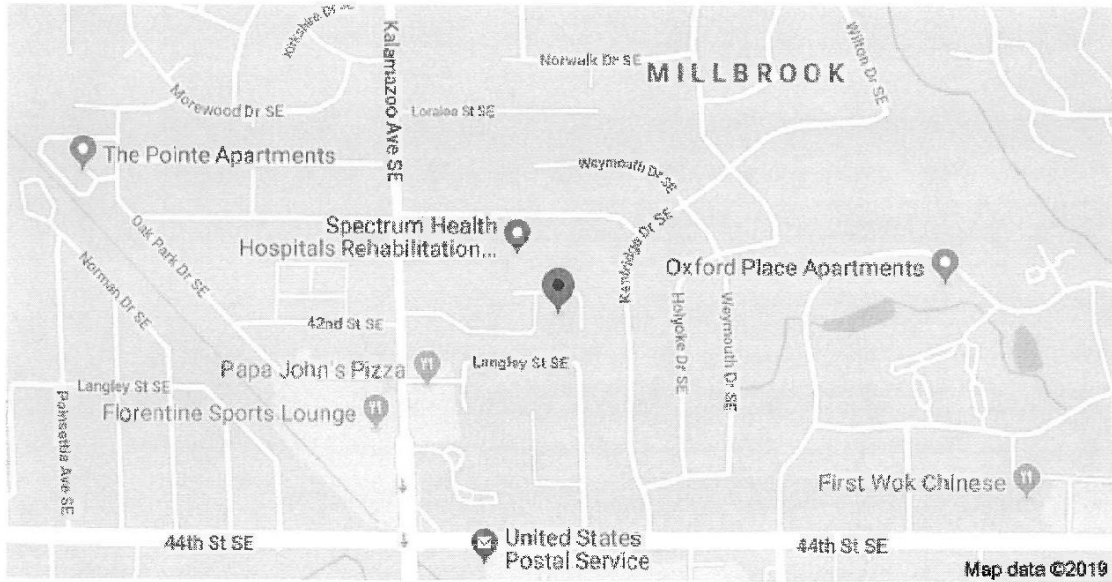 Kirkshire Dr SE
Kalamazoo Ave SE
Norwalk Dr SE
MILLBROOK
Wilton Dr SE
Morewood Dr SE
Loralee St SE
The Pointe Apartments
Weymouth Dr SE
Spectrum Health
Hospitals Rehabilitation...
Oak Park Dr SE
Norman Dr SE
Kentridge Dr SE
Oxford Place Apartments
42nd St SE
Holyoke Dr SE
Weymouth Dr SE
Papa John's Pizza
Langley St SE
Langley St SE
Florentine Sports Lounge
Poinsettia Ave SE
First Wok Chinese
44th St SE
United States
Postal Service
44th St SE
Map data ©2019